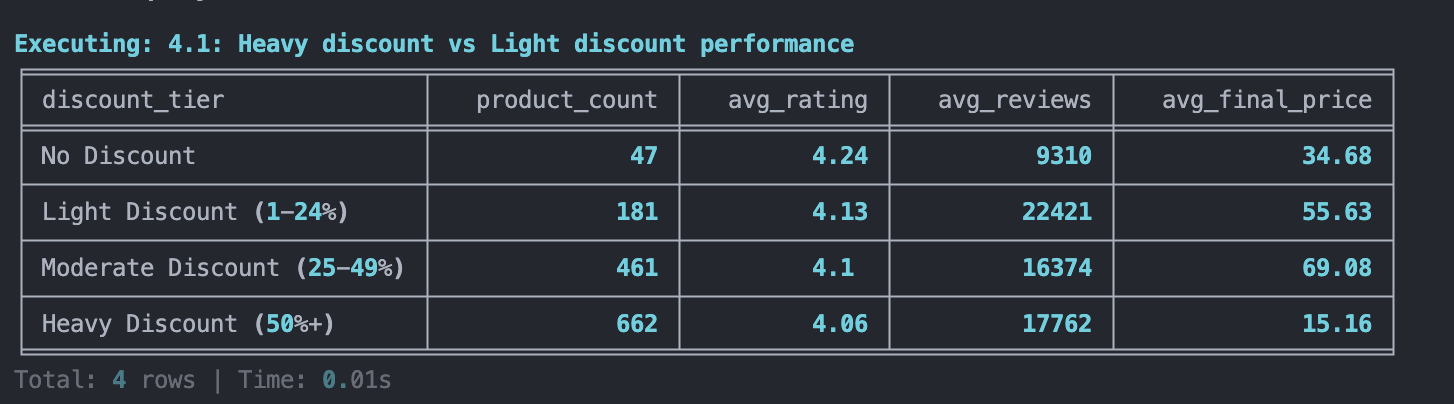 Executing: 4.1: Heavy discount vs Light discount performance
discount_tier product_count avg_rating avg_reviews avg_final_price
No Discount 47 4.24 9310 34.68
Light Discount (1-24%) 181 4.13 22421 55.63
Moderate Discount (25-49%) 461 4.1 16374 69.08
Heavy Discount (50%+) 662 4.06 17762 15.16
Total: 4 rows | Time: 0.01s